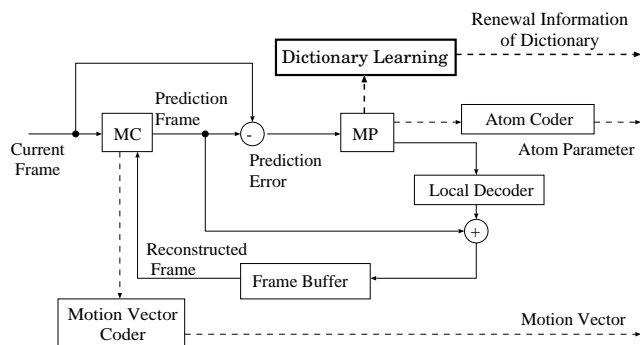 Renewal Information
of Dictionary
Dictionary Learning
Prediction
Frame
MC
-
MP
Atom Coder
Current
Frame
Prediction
Error
Atom Parameter
Local Decoder
+
Reconstructed
Frame
Frame Buffer
Motion Vector
Coder
Motion Vector